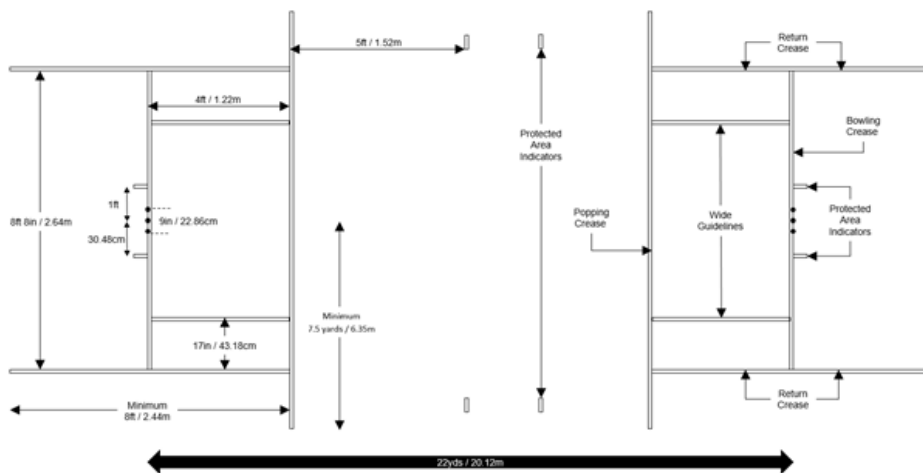 5ft / 1.52m
Return
Crease
4ft / 1.22m
Protected
Area
Indicators
Bowling
Crease
1ft
8ft 8in / 2.64m
9in / 22.86cm
30.48cm
Popping
Crease
Wide
Guidelines
Protected
Area
Indicators
Minimum
7.5 yards / 6.35m
17in / 43.18cm
Minimum
8ft / 2.44m
Return
Crease
22yds / 20.12m